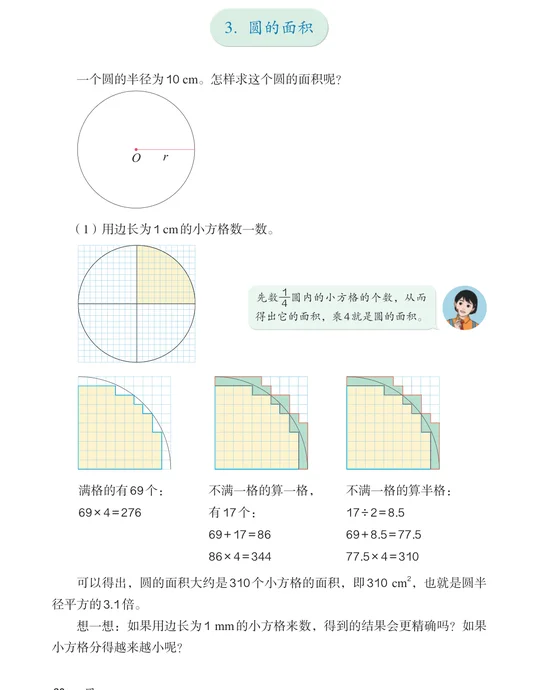 3. 圆的面积
一个圆的半径为10 cm。怎样求这个圆的面积呢？
O
r
（1）用边长为1 cm的小方格数一数。
先数1/4圆内的小方格的个数，从而
得出它的面积，乘4就是圆的面积。
满格的有69个：
69×4=276
不满一格的算一格，
有17个：
69+17=86
86×4=344
不满一格的算半格：
17÷2=8.5
69+8.5=77.5
77.5×4=310
可以得出，圆的面积大约是310个小方格的面积，即310 cm²，也就是圆半
径平方的3.1倍。
想一想：如果用边长为1 mm的小方格来数，得到的结果会更精确吗？如果
小方格分得越来越小呢？